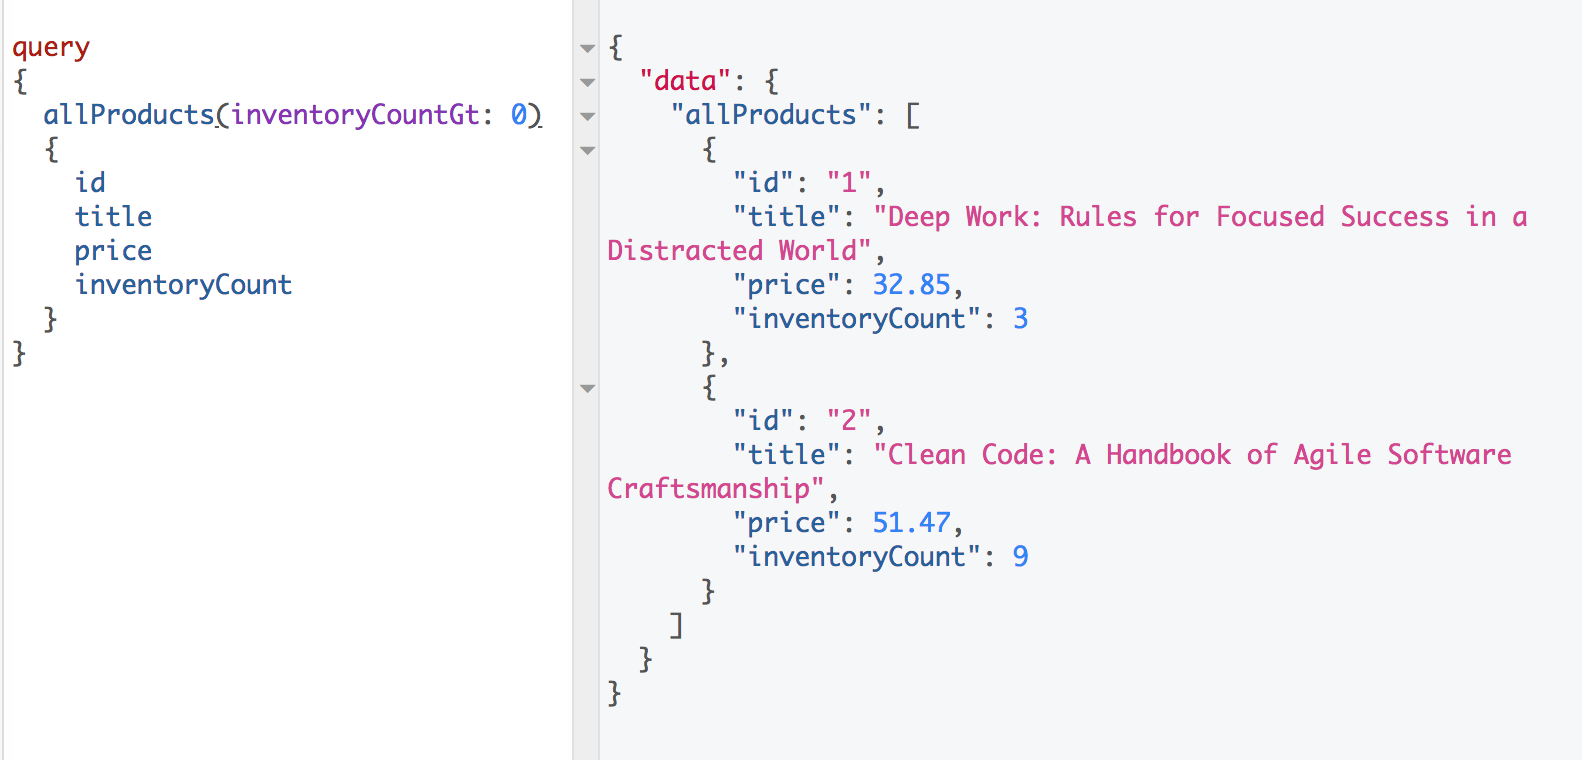 query
{
  allProducts(inventoryCountGt: 0)
  {
    id
    title
    price
    inventoryCount
  }
}
{
  "data": {
    "allProducts": [
      {
        "id": "1",
        "title": "Deep Work: Rules for Focused Success in a
Distracted World",
        "price": 32.85,
        "inventoryCount": 3
      },
      {
        "id": "2",
        "title": "Clean Code: A Handbook of Agile Software
Craftsmanship",
        "price": 51.47,
        "inventoryCount": 9
      }
    ]
  }
}